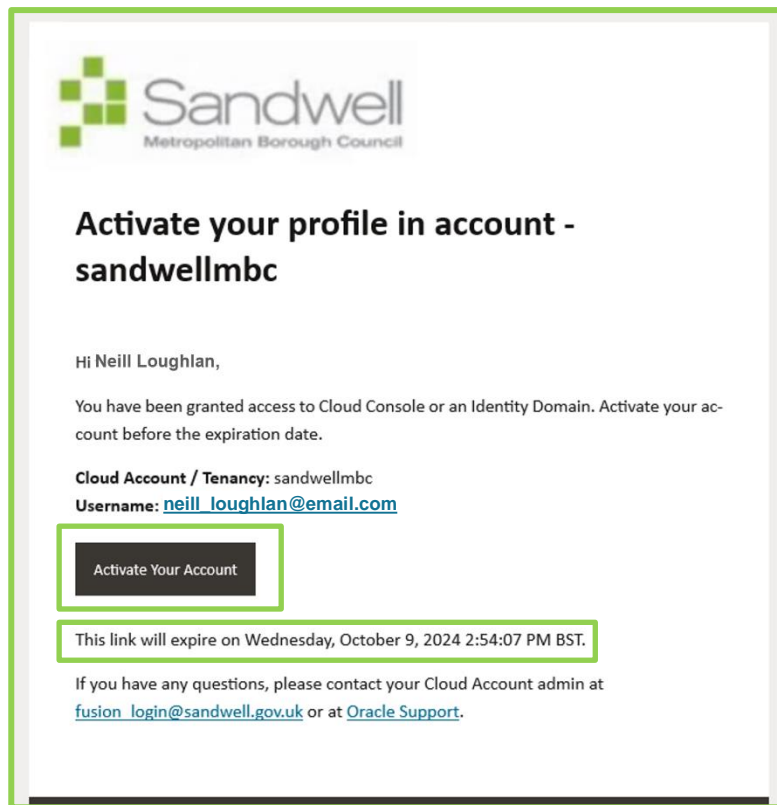 Sandwell
Metropolitan Borough Council
Activate your profile in account -
sandwellmbc
Hi Neill Loughlan,
You have been granted access to Cloud Console or an Identity Domain. Activate your ac-
count before the expiration date.
Cloud Account / Tenancy: sandwellmbc
Username: neill_loughlan@email.com
Activate Your Account
This link will expire on Wednesday, October 9, 2024 2:54:07 PM BST.
If you have any questions, please contact your Cloud Account admin at
fusion_login@sandwell.gov.uk or at Oracle Support.